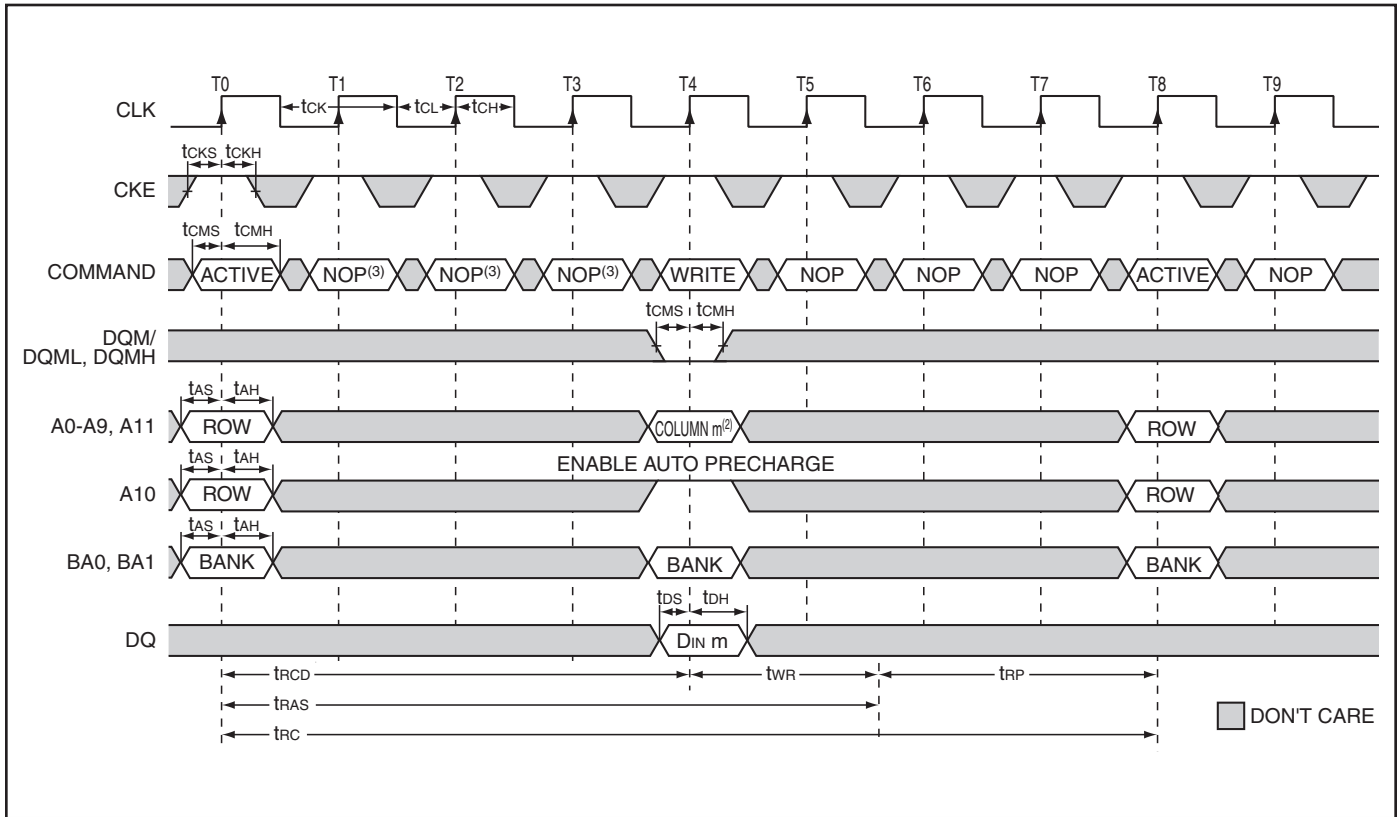 T0 T1 T2 T3 T4 T5 T6 T7 T8 T9
CLK tCK tCL tCH
tCKS tCKH
CKE
tCMS tCMH
COMMAND ACTIVE NOP(3) NOP(3) NOP(3) WRITE NOP NOP NOP ACTIVE NOP
tCMS tCMH
DQM/
DQML, DQMH
tAS tAH
A0-A9, A11 ROW COLUMN m(2) ROW
ENABLE AUTO PRECHARGE
tAS tAH
A10 ROW ROW
tAS tAH
BA0, BA1 BANK BANK BANK
tDS tDH
DQ DIN m
tRCD tWR tRP
tRAS
DON'T CARE
tRC